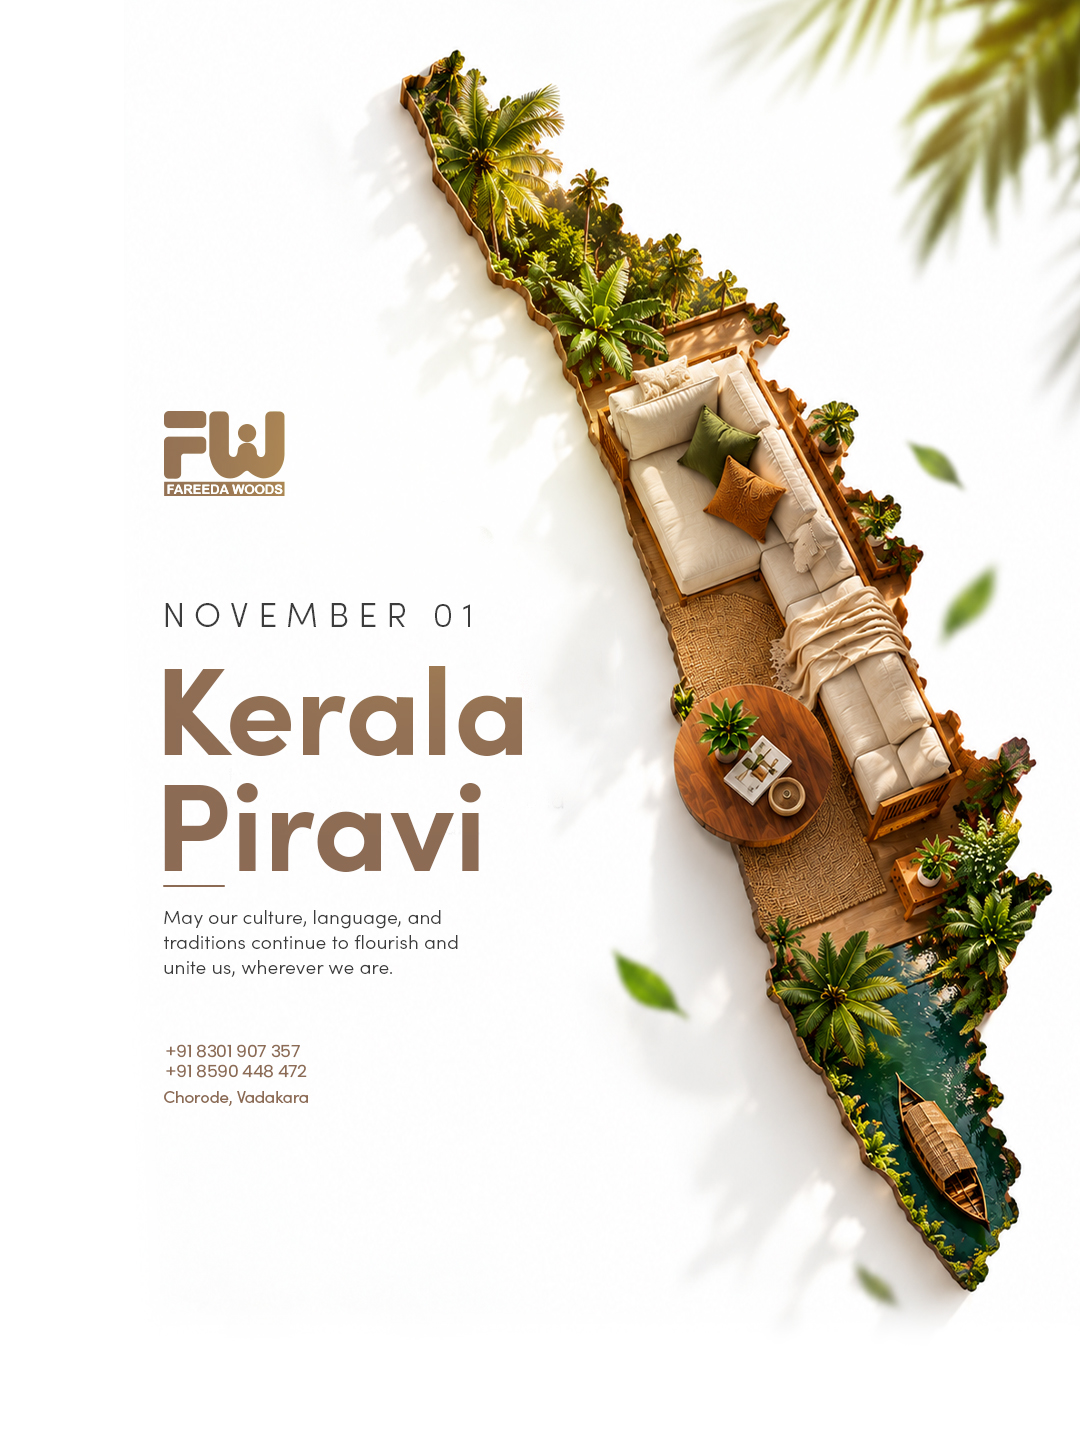 FW
FAREEDA WOODS
NOVEMBER 01
Kerala
Piravi
May our culture, language, and
traditions continue to flourish and
unite us, wherever we are.
+91 8301 907 357
+91 8590 448 472
Chorode, Vadakara